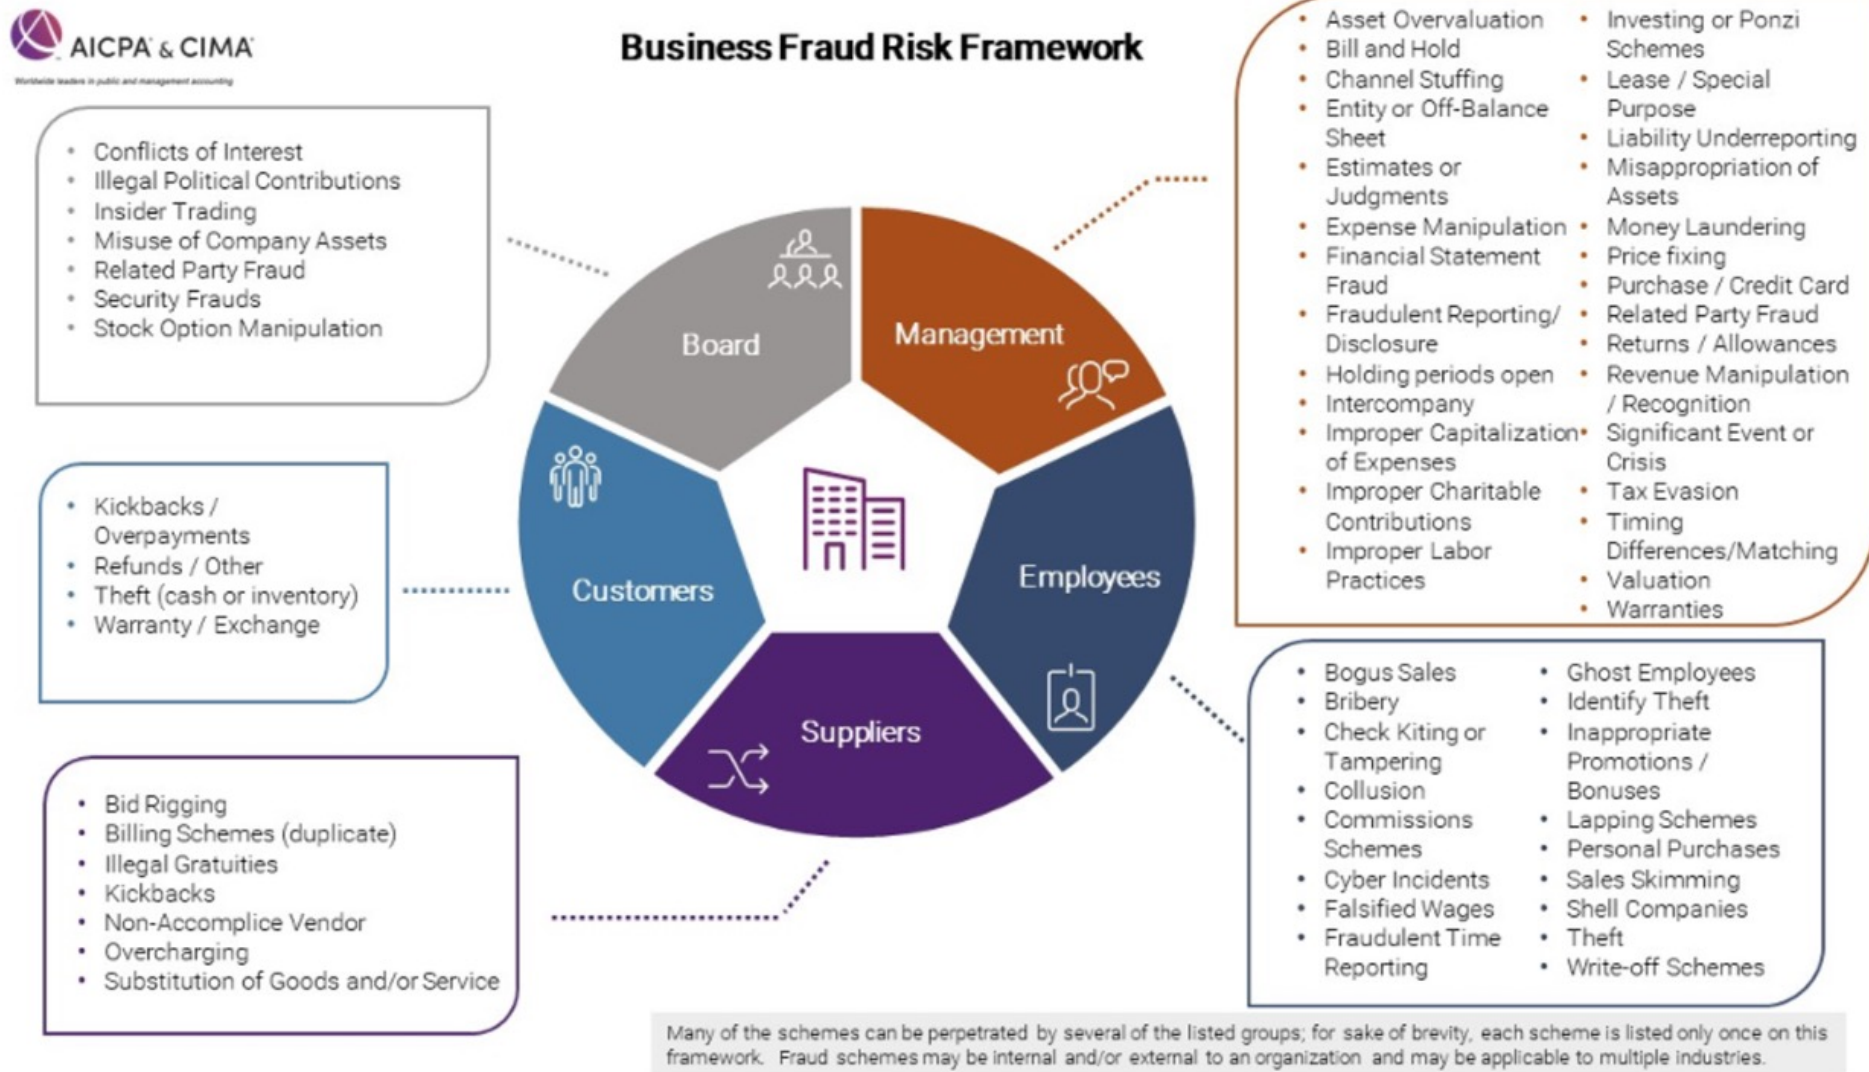 AICPA & CIMA
Worldwide leaders in public and management accounting
Business Fraud Risk Framework
• Conflicts of Interest
• Illegal Political Contributions
• Insider Trading
• Misuse of Company Assets
• Related Party Fraud
• Security Frauds
• Stock Option Manipulation
• Kickbacks /
Overpayments
• Refunds / Other
• Theft (cash or inventory)
• Warranty / Exchange
• Bid Rigging
• Billing Schemes (duplicate)
• Illegal Gratuities
• Kickbacks
• Non-Accomplice Vendor
• Overcharging
• Substitution of Goods and/or Service
Board
Management
Customers
Employees
Suppliers
• Asset Overvaluation
• Bill and Hold
• Channel Stuffing
• Entity or Off-Balance
Sheet
• Estimates or
Judgments
• Expense Manipulation
• Financial Statement
Fraud
• Fraudulent Reporting/
Disclosure
• Holding periods open
• Intercompany
• Improper Capitalization
of Expenses
• Improper Charitable
Contributions
• Improper Labor
Practices
• Investing or Ponzi
Schemes
• Lease / Special
Purpose
• Liability Underreporting
• Misappropriation of
Assets
• Money Laundering
• Price fixing
• Purchase / Credit Card
• Related Party Fraud
• Returns / Allowances
• Revenue Manipulation
/ Recognition
• Significant Event or
Crisis
• Tax Evasion
• Timing
Differences/Matching
• Valuation
• Warranties
• Bogus Sales
• Bribery
• Check Kiting or
Tampering
• Collusion
• Commissions
Schemes
• Cyber Incidents
• Falsified Wages
• Fraudulent Time
Reporting
• Ghost Employees
• Identify Theft
• Inappropriate
Promotions /
Bonuses
• Lapping Schemes
• Personal Purchases
• Sales Skimming
• Shell Companies
• Theft
• Write-off Schemes
Many of the schemes can be perpetrated by several of the listed groups; for sake of brevity, each scheme is listed only once on this
framework. Fraud schemes may be internal and/or external to an organization and may be applicable to multiple industries.